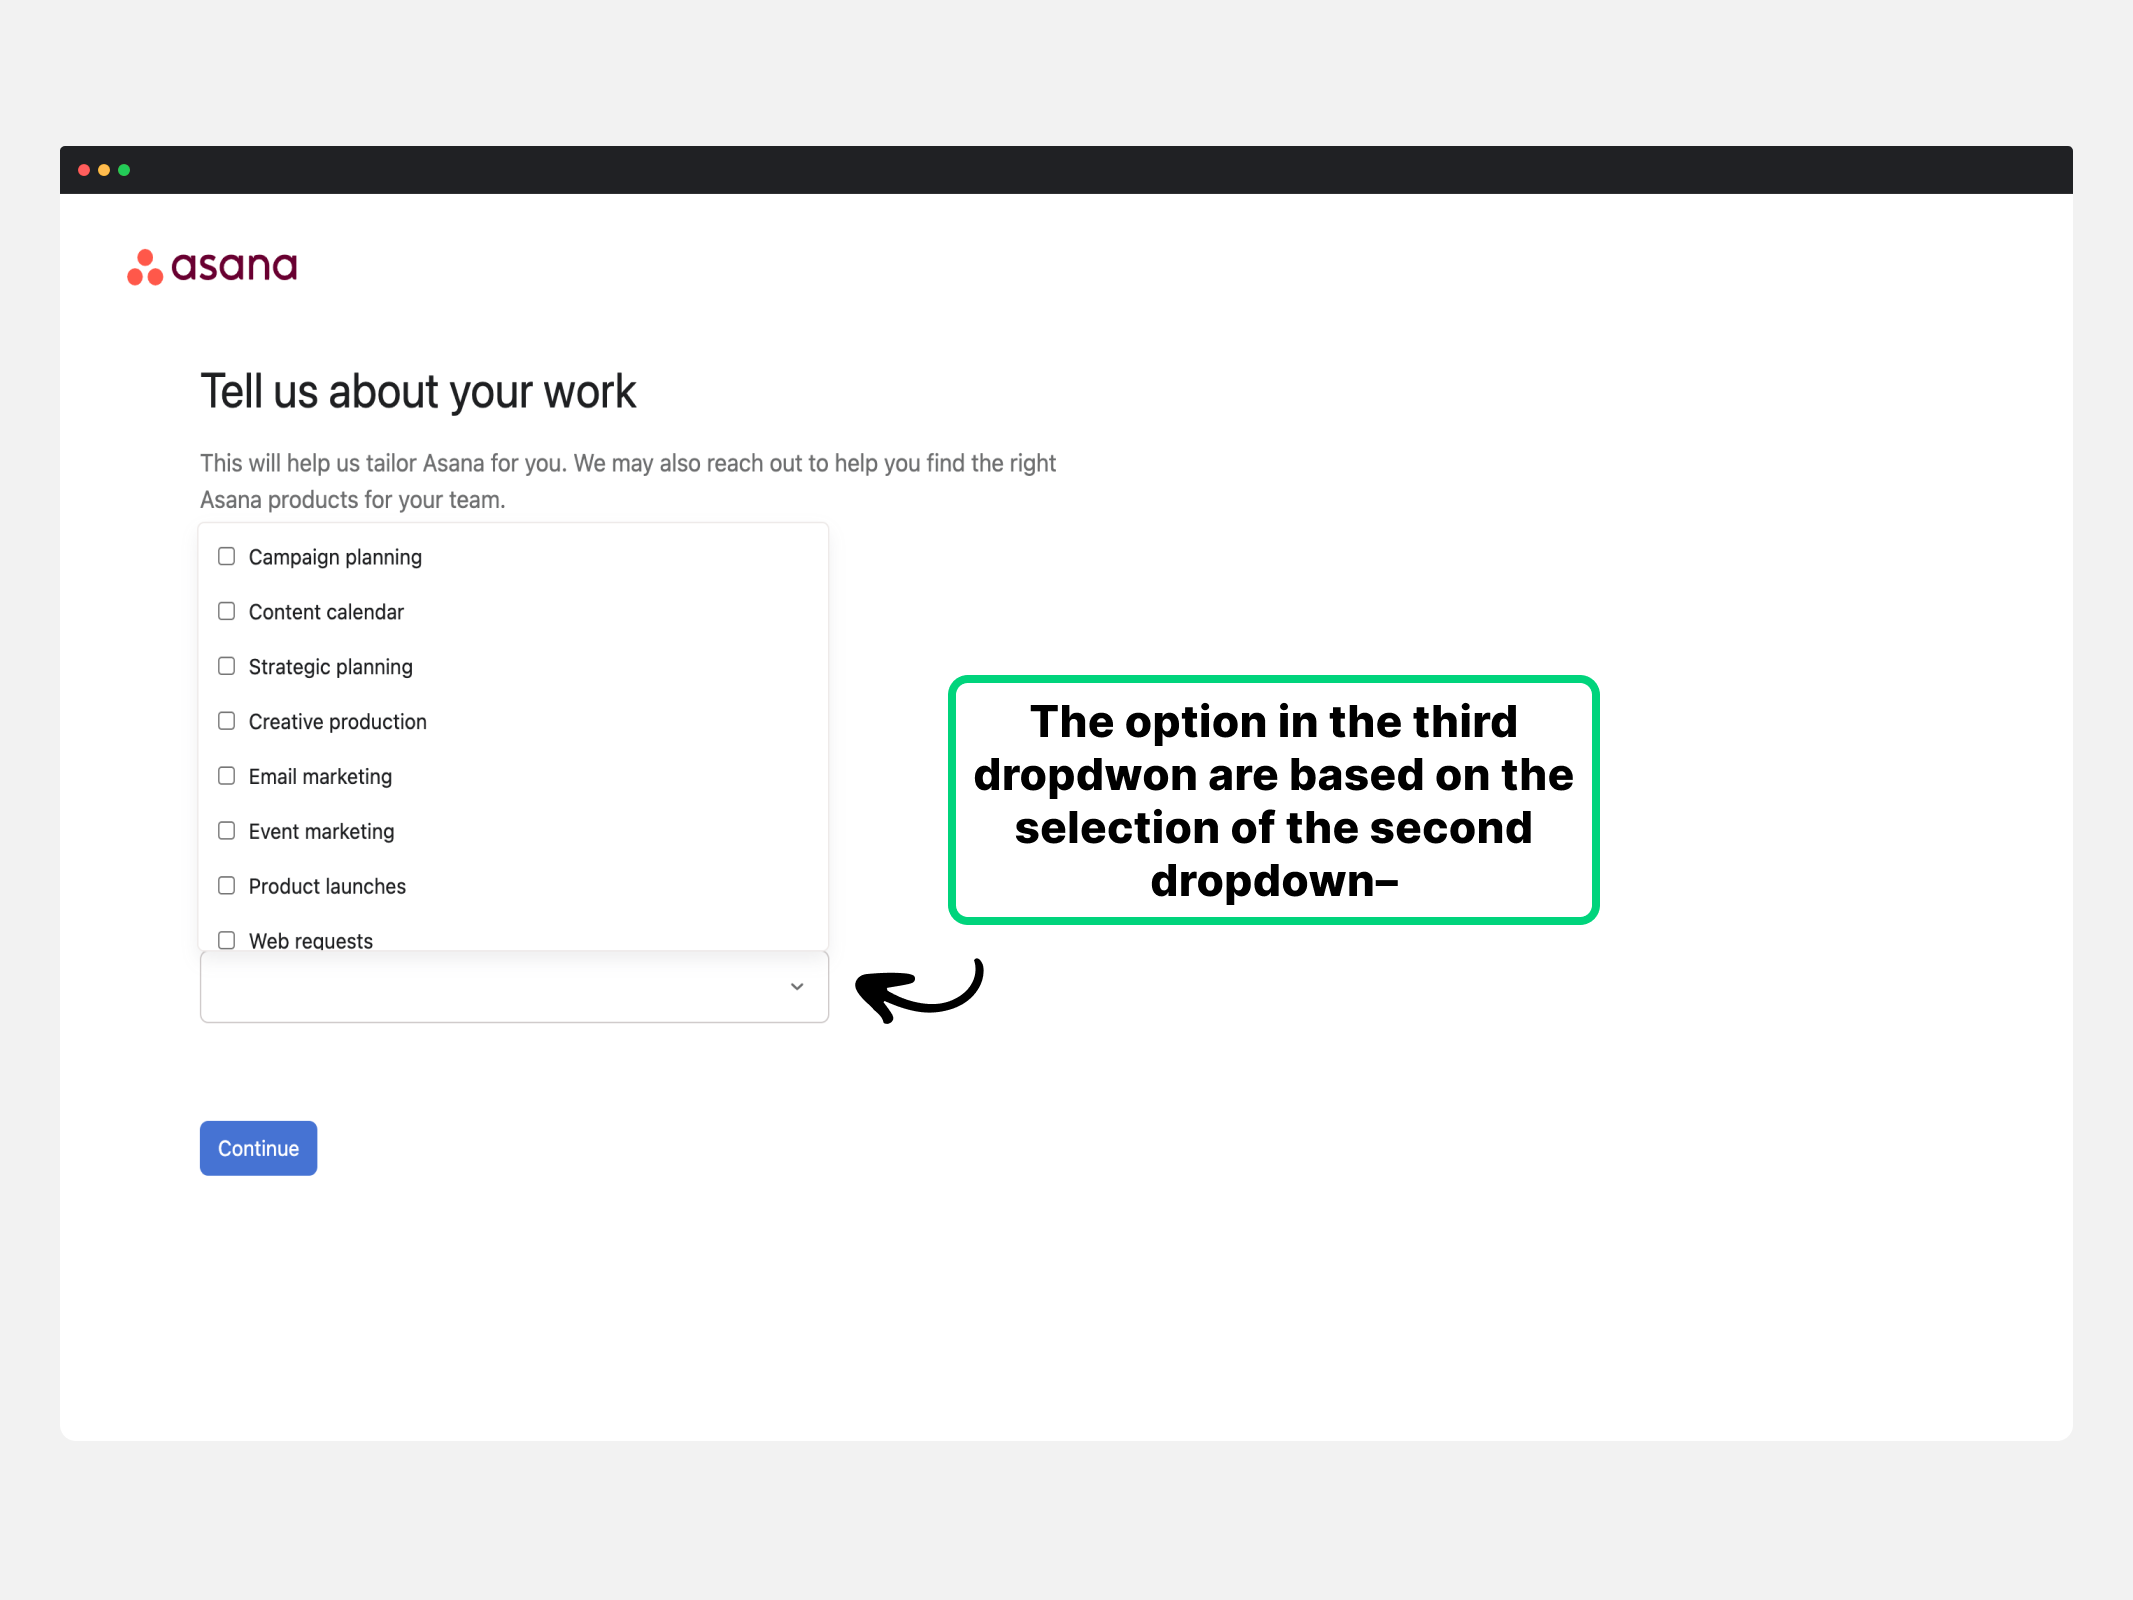 asana
Tell us about your work
This will help us tailor Asana for you. We may also reach out to help you find the right
Asana products for your team.
Campaign planning
Content calendar
Strategic planning
Creative production
Email marketing
Event marketing
Product launches
Web requests
The option in the third
dropdwon are based on the
selection of the second
dropdown–
Continue